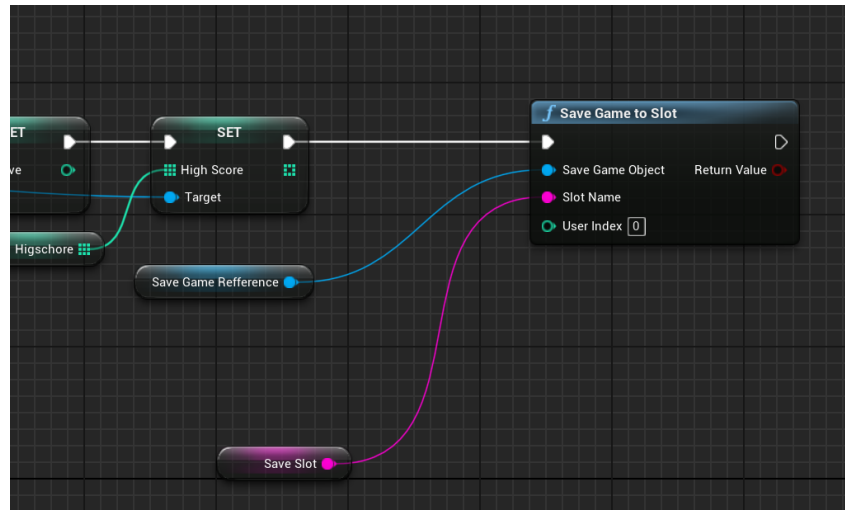 ET
SET
ve
High Score
Target
Higschore
Save Game Refference
Save Slot
f Save Game to Slot
Save Game Object Return Value
Slot Name
User Index 0